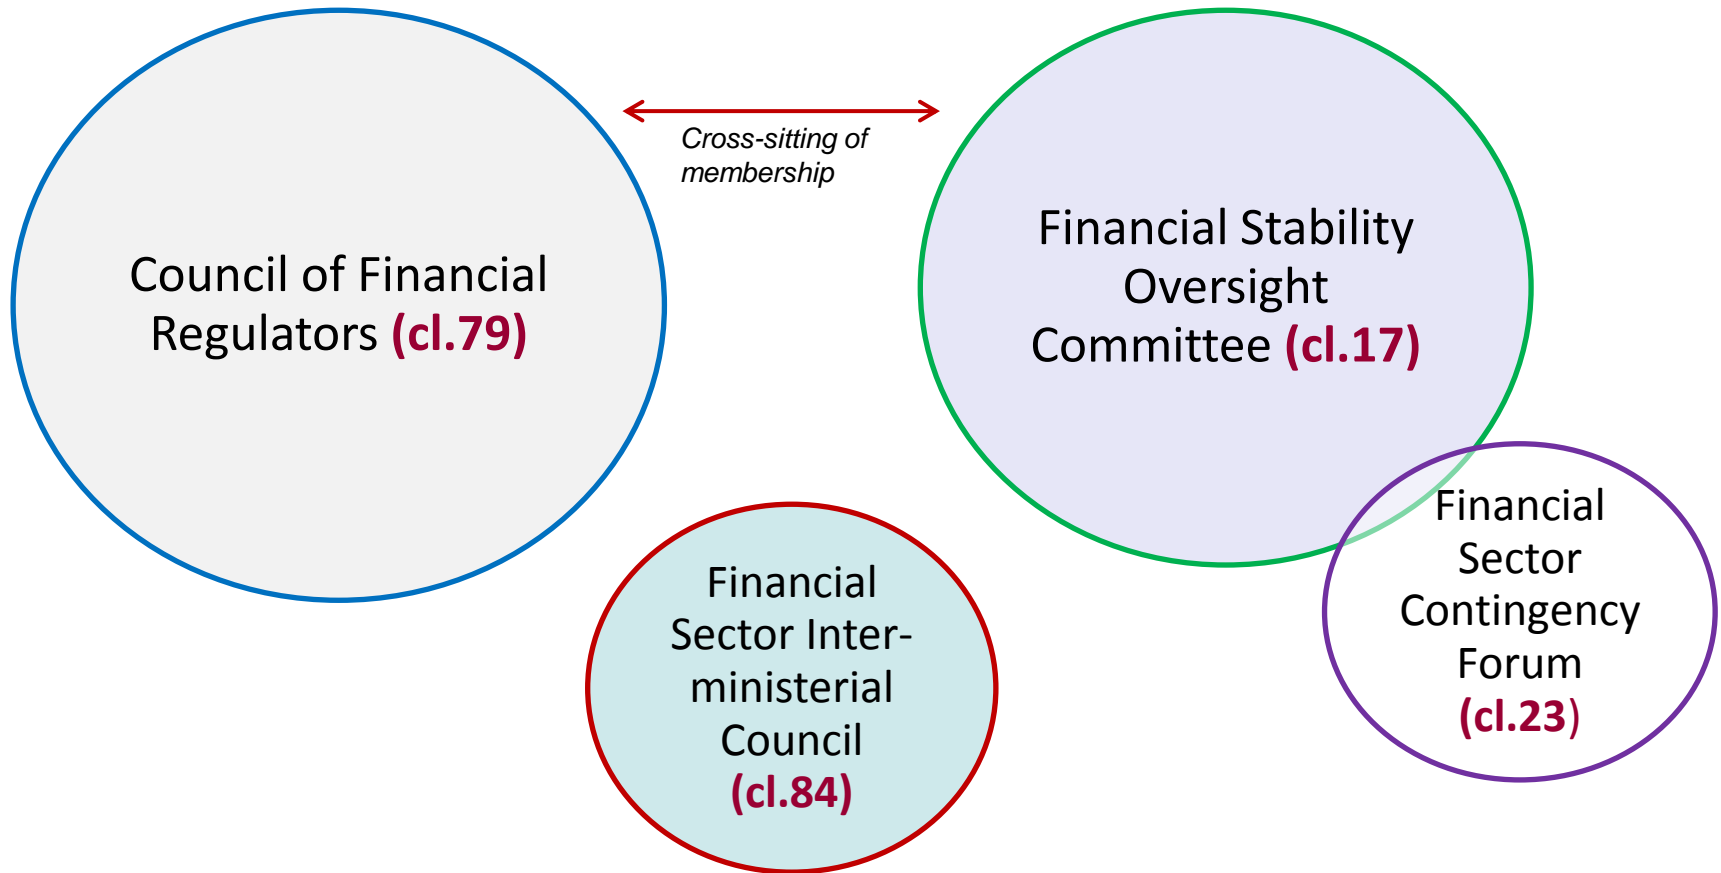 Cross-sitting of
membership
Council of Financial
Regulators (cl.79)
Financial Stability
Oversight
Committee (cl.17)
Financial
Sector Inter-
ministerial
Council
(cl.84)
Financial
Sector
Contingency
Forum
(cl.23)